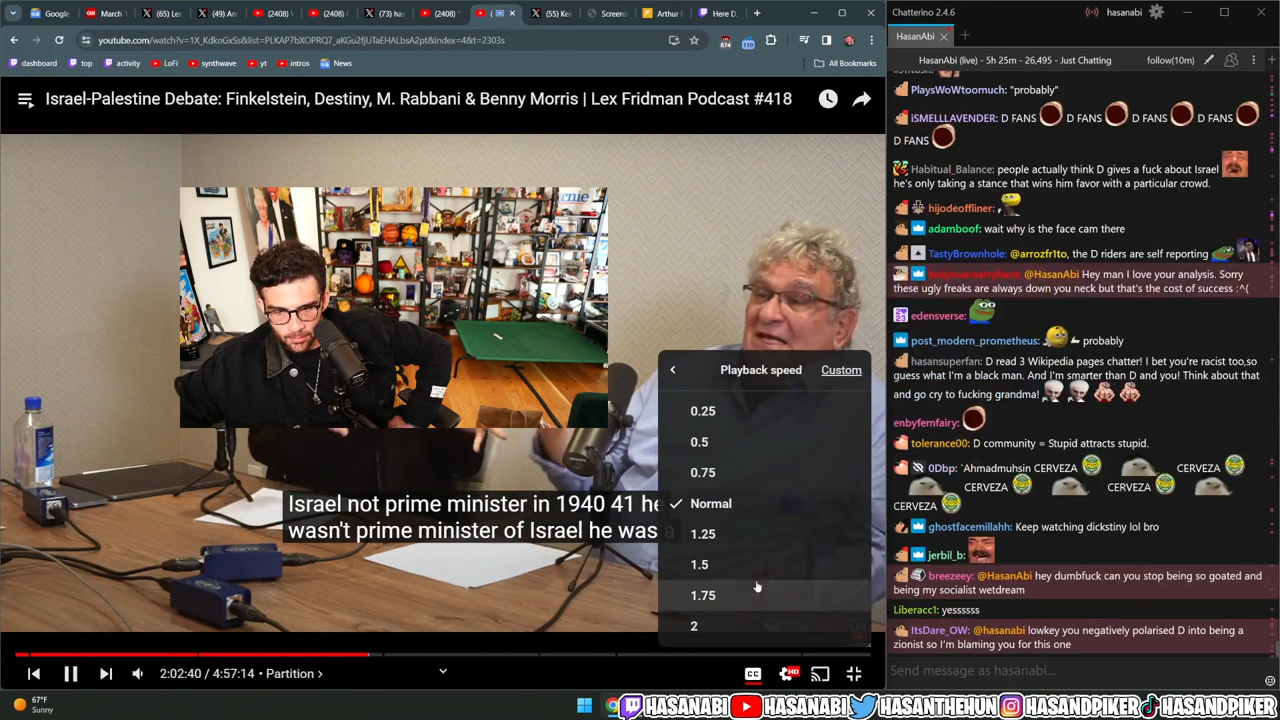 Google
March 1
(65) Lex
(49) An
(2408) '
(2408) (
(73) ha
(2408) "
(
(55) Ke
Screens
Arthur
Here D
Chatterino 2.4.6
hasanabi
youtube.com/watch?v=1X_KdkoGxSs&list=PLKAP7bXOPRQ7_aKGu2fjUTaEHALbsA2pt&index=4&t=2303s
874
110
HasanAbi
dashboard
top
activity
LoFi
synthwave
yt
intros
News
All Bookmarks
HasanAbi (live) - 5h 25m - 26,495 - Just Chatting
follow(10m)
Israel-Palestine Debate: Finkelstein, Destiny, M. Rabbani & Benny Morris | Lex Fridman Podcast #418
PlaysWoWtoomuch: "probably"
iSMELLLAVENDER: D FANS D FANS D FANS D FANS
D FANS
Habitual_Balance: people actually think D gives a fuck about Israel
he's only taking a stance that wins him favor with a particular crowd.
hijodeoffliner:
adamboof: wait why is the face cam there
TastyBrownhole: @arrozfr1to, the D riders are self reporting
@HasanAbi Hey man I love your analysis. Sorry
these ugly freaks are always down you neck but that's the cost of success :^(
edensverse:
post_modern_prometheus: probably
hasansuperfan: D read 3 Wikipedia pages chatter! I bet you're racist too,so
guess what I'm a black man. And I'm smarter than D and you! Think about that
and go cry to fucking grandma!
enbyfemfairy:
tolerance00: D community = Stupid attracts stupid.
0Dbp: `Ahmadmuhsin CERVEZA CERVEZA
CERVEZA CERVEZA
CERVEZA
ghostfacemillahh: Keep watching dickstiny lol bro
jerbil_b:
breezeey: @HasanAbi hey dumbfuck can you stop being so goated and
being my socialist wetdream
Liberacc1: yessssss
ItsDare_OW: @hasanabi lowkey you negatively polarised D into being a
zionist so I'm blaming you for this one
Send message as hasanabi...
ernie
Playback speed
Custom
0.25
0.5
0.75
Normal
1.25
1.5
1.75
2
Israel not prime minister in 1940 41 he
wasn't prime minister of Israel he was a
2:02:40 / 4:57:14 • Partition
CC
HD
67°F
Sunny
HASANABI
HASANABI
HASANTHEHUN
HASANDPIKER
HASANDPIKER